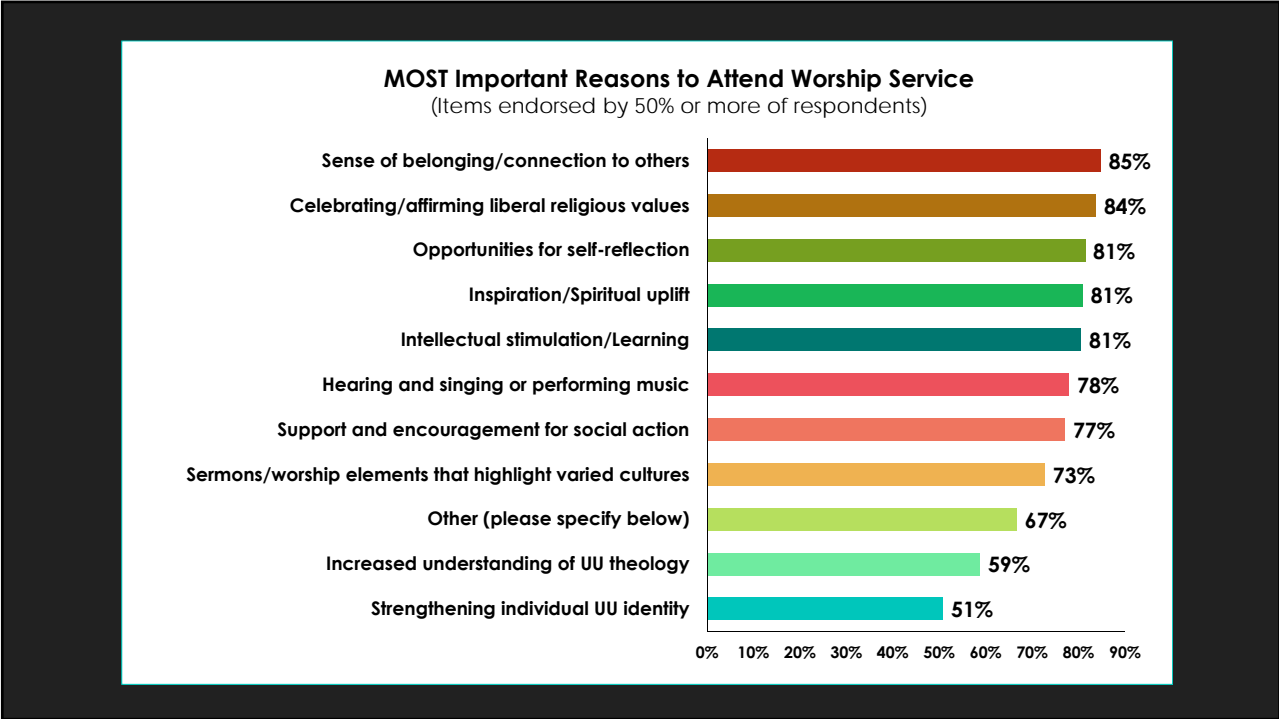 MOST Important Reasons to Attend Worship Service
(Items endorsed by 50% or more of respondents)
Sense of belonging/connection to others 85%
Celebrating/affirming liberal religious values 84%
Opportunities for self-reflection 81%
Inspiration/Spiritual uplift 81%
Intellectual stimulation/Learning 81%
Hearing and singing or performing music 78%
Support and encouragement for social action 77%
Sermons/worship elements that highlight varied cultures 73%
Other (please specify below) 67%
Increased understanding of UU theology 59%
Strengthening individual UU identity 51%
0% 10% 20% 30% 40% 50% 60% 70% 80% 90%